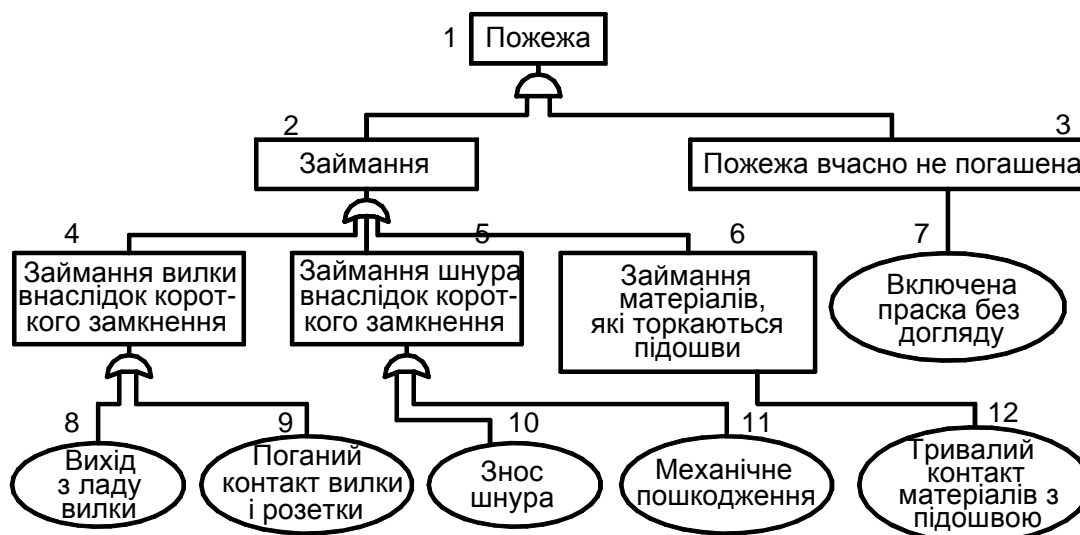 1
Пожежа
2
Займання
3
Пожежа вчасно не погашена
4
Займання вилки
внаслідок корот-
кого замкнення
5
Займання шнура
внаслідок корот-
кого замкнення
6
Займання
матеріалів,
які торкаються
підошви
7
Включена
праска без
догляду
8
Вихід
з ладу
вилки
9
Поганий
контакт вилки
і розетки
10
Знос
шнура
11
Механічне
пошкодження
12
Тривалий
контакт
матеріалів з
підошвою